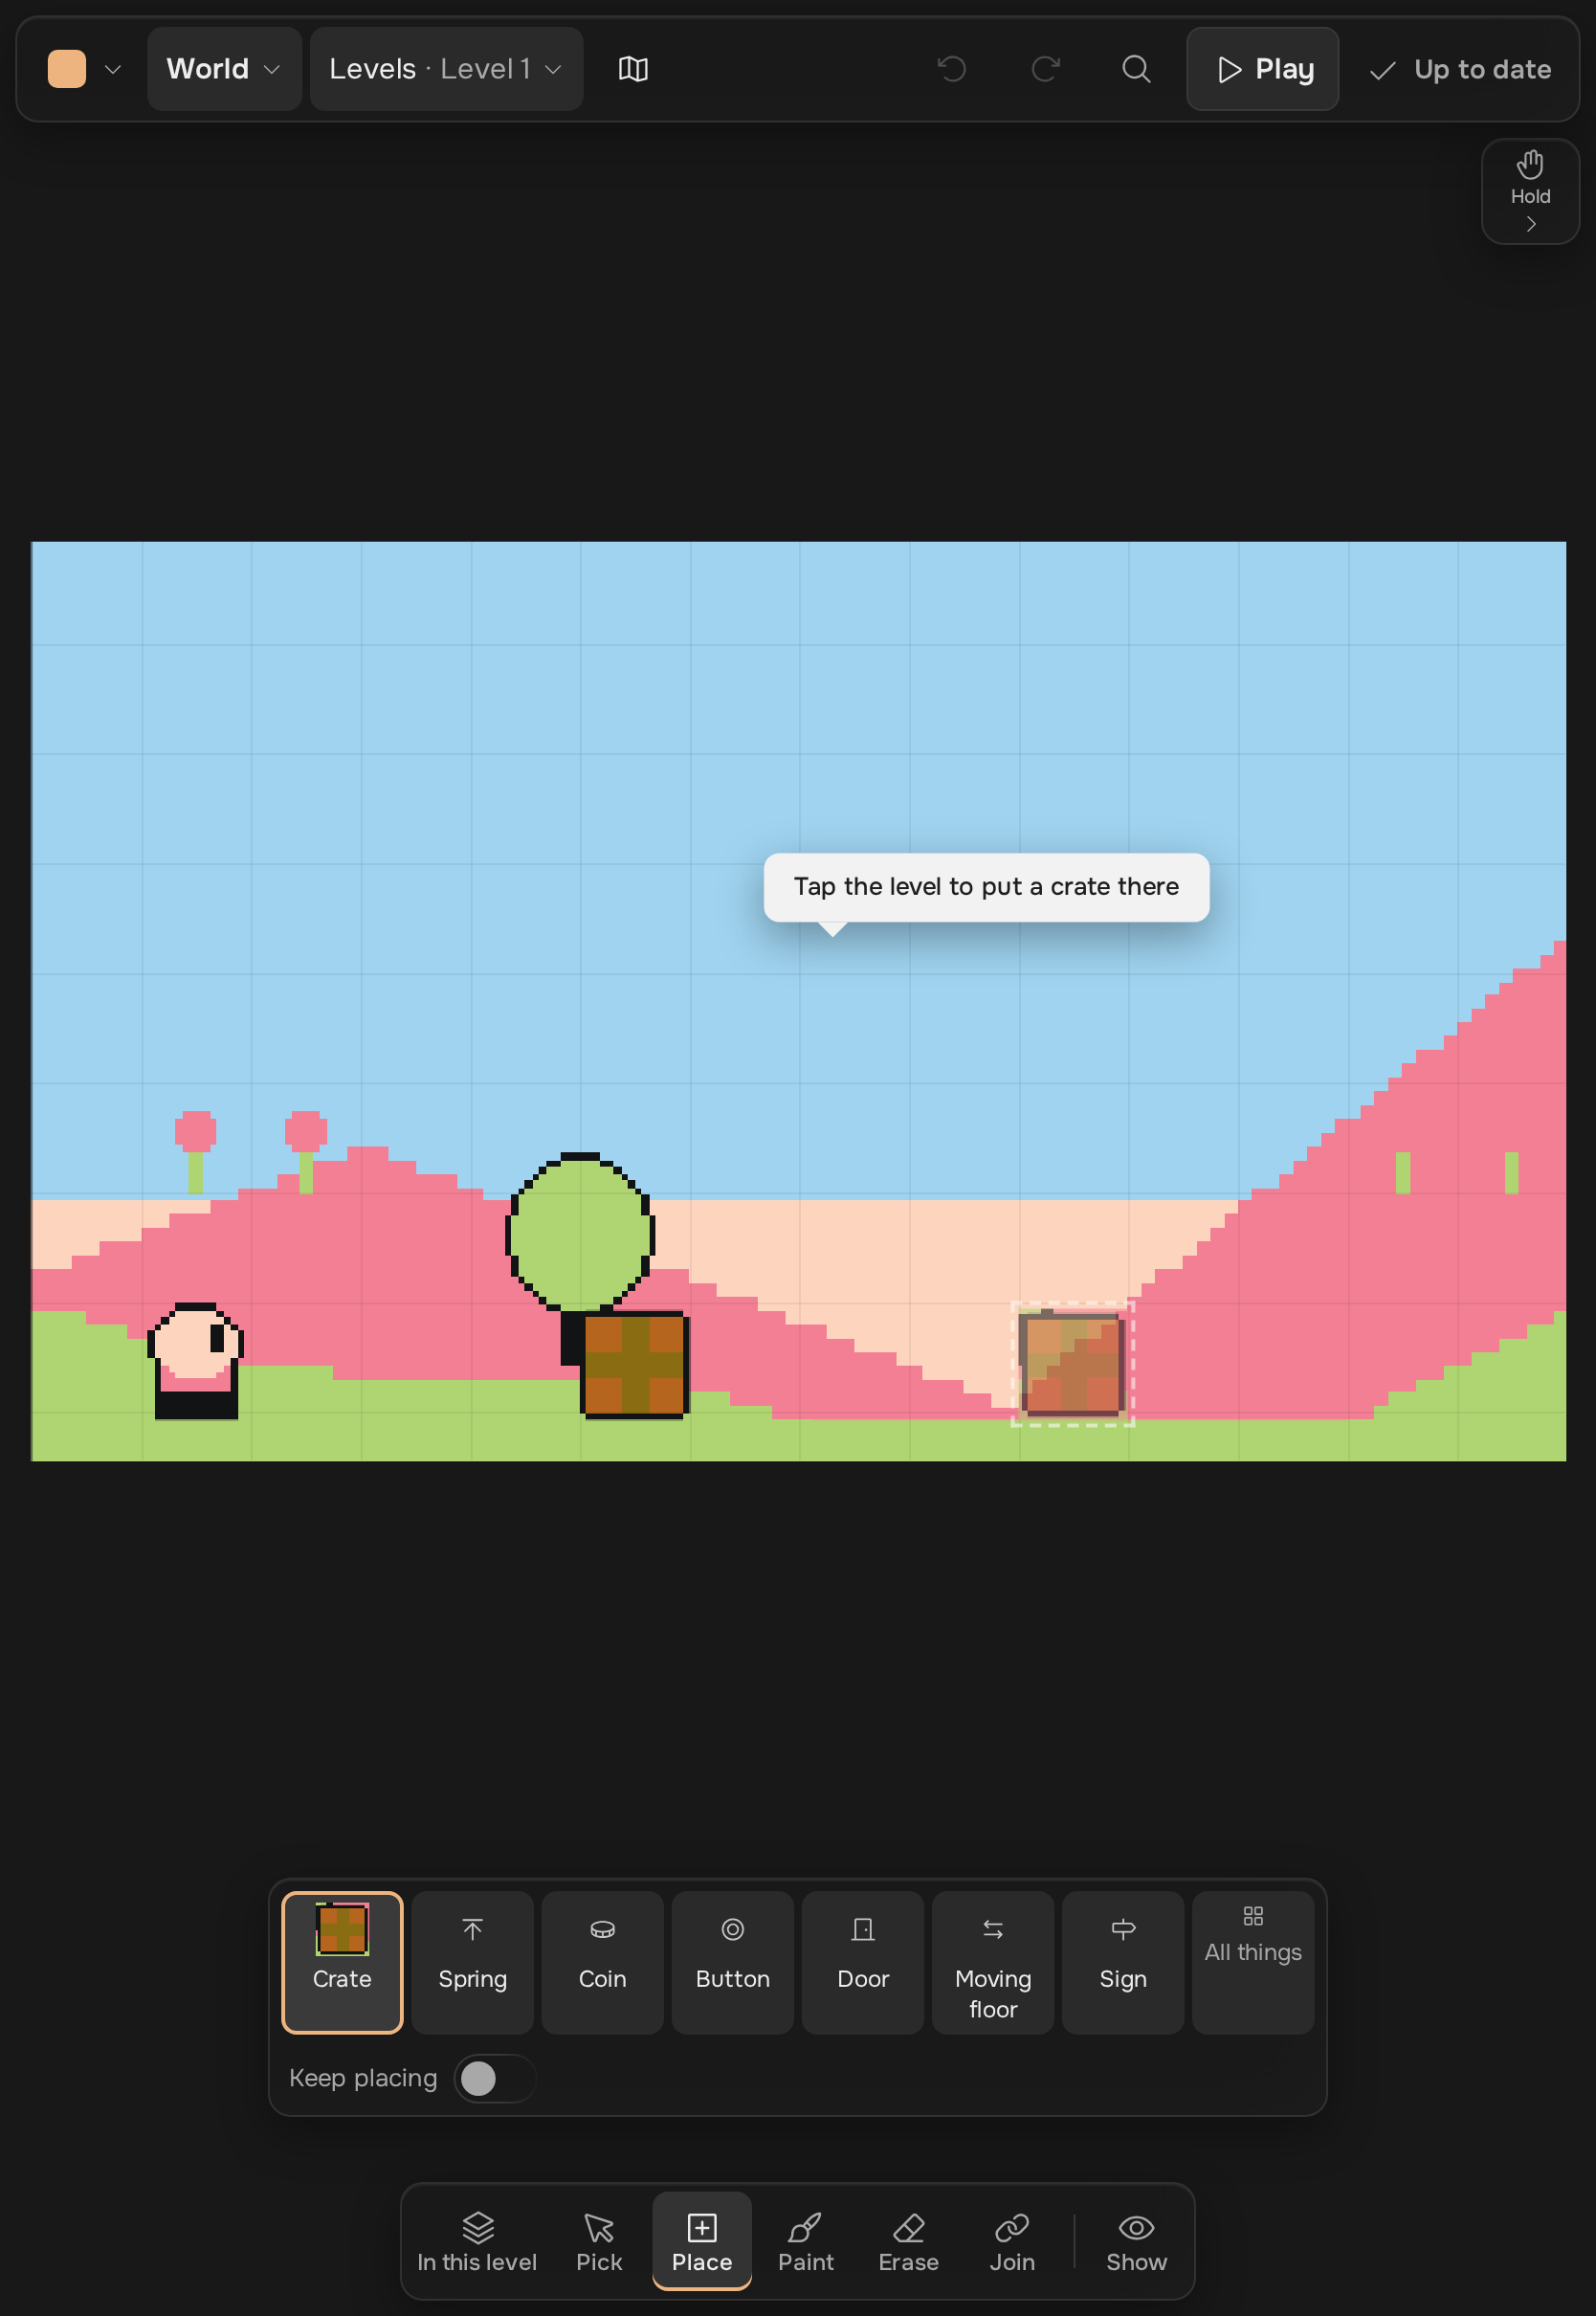 World
Levels · Level 1
Play
Up to date
Hold
Tap the level to put a crate there
Crate
Spring
Coin
Button
Door
Moving
floor
Sign
All things
Keep placing
In this level
Pick
Place
Paint
Erase
Join
Show